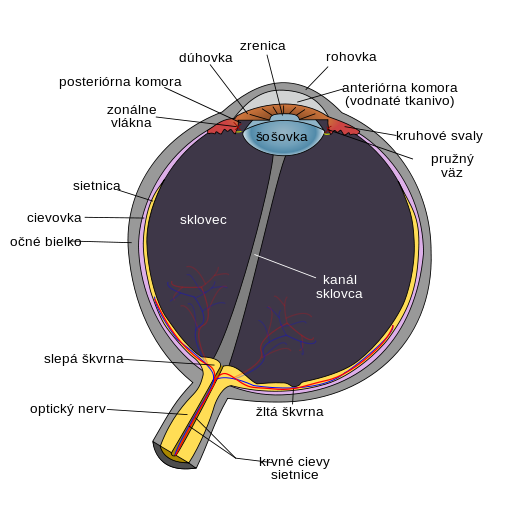 zrenica
dúhovka
rohovka
posteriórna komora
anteriórna komora
(vodnaté tkanivo)
zonálne
vlákna
šošovka
kruhové svaly
pružný
väz
sietnica
cievovka
sklovec
očné bielko
kanál
sklovca
slepá škvrna
optický nerv
žltá škvrna
krvné cievy
sietnice